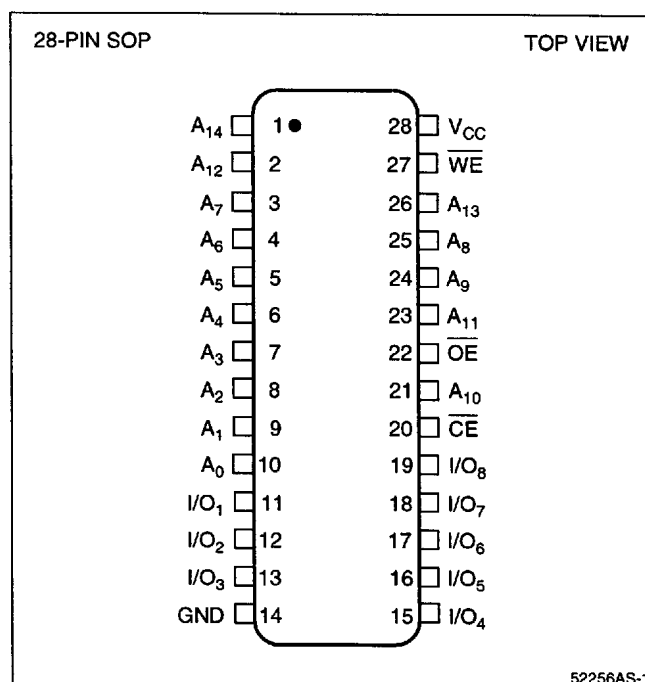 28-PIN SOP TOP VIEW
A14 1 28 VCC
A12 2 27 WE
A7 3 26 A13
A6 4 25 A8
A5 5 24 A9
A4 6 23 A11
A3 7 22 OE
A2 8 21 A10
A1 9 20 CE
A0 10 19 I/O8
I/O1 11 18 I/O7
I/O2 12 17 I/O6
I/O3 13 16 I/O5
GND 14 15 I/O4